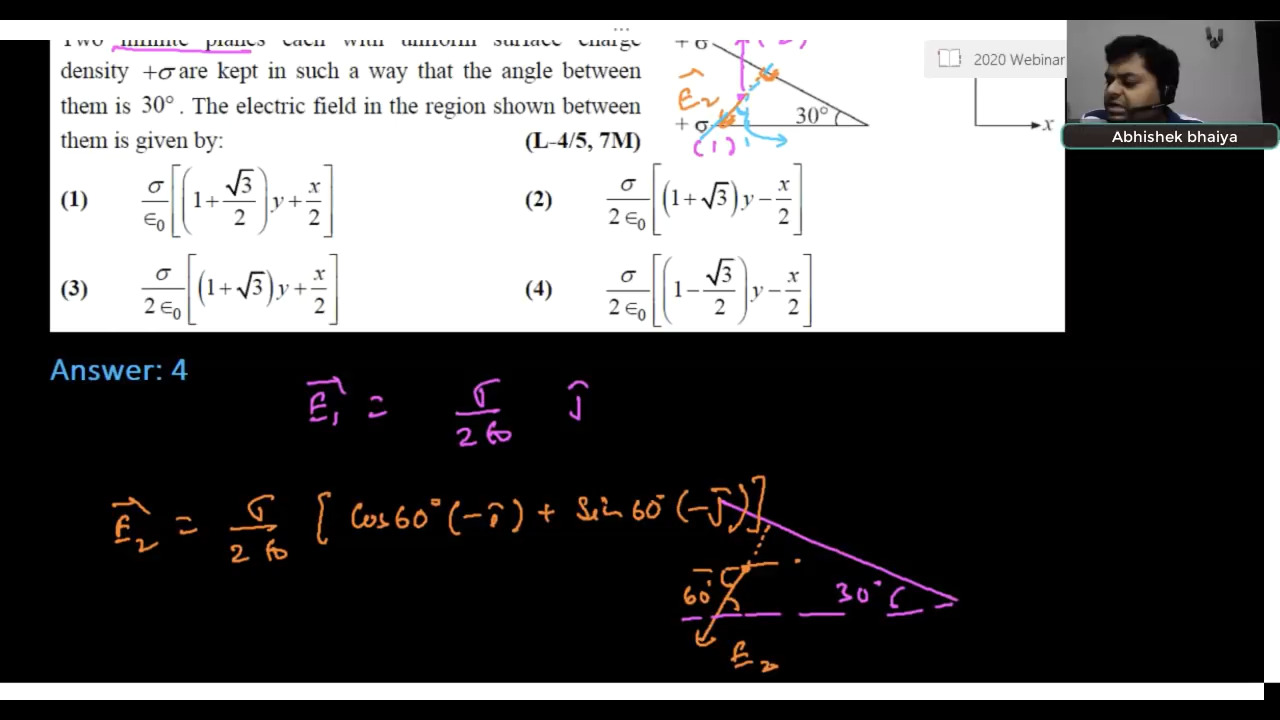 Two infinite planes each with uniform surface charge
density +σ are kept in such a way that the angle between
them is 30°. The electric field in the region shown between
them is given by: (L-4/5, 7M)
+ σ
E₂
+ σ
(1)
30°
x
2020 Webinar
Abhishek bhaiya
(1) σ/∈₀ [(1+√3/2)y + x/2]
(2) σ/2∈₀ [(1+√3)y − x/2]
(3) σ/2∈₀ [(1+√3)y + x/2]
(4) σ/2∈₀ [(1−√3/2)y − x/2]
Answer: 4
E⃗₁ = σ/2ε₀ ĵ
E⃗₂ = σ/2ε₀ [cos60°(−î) + sin60°(−ĵ)]
60°
30°
E₂